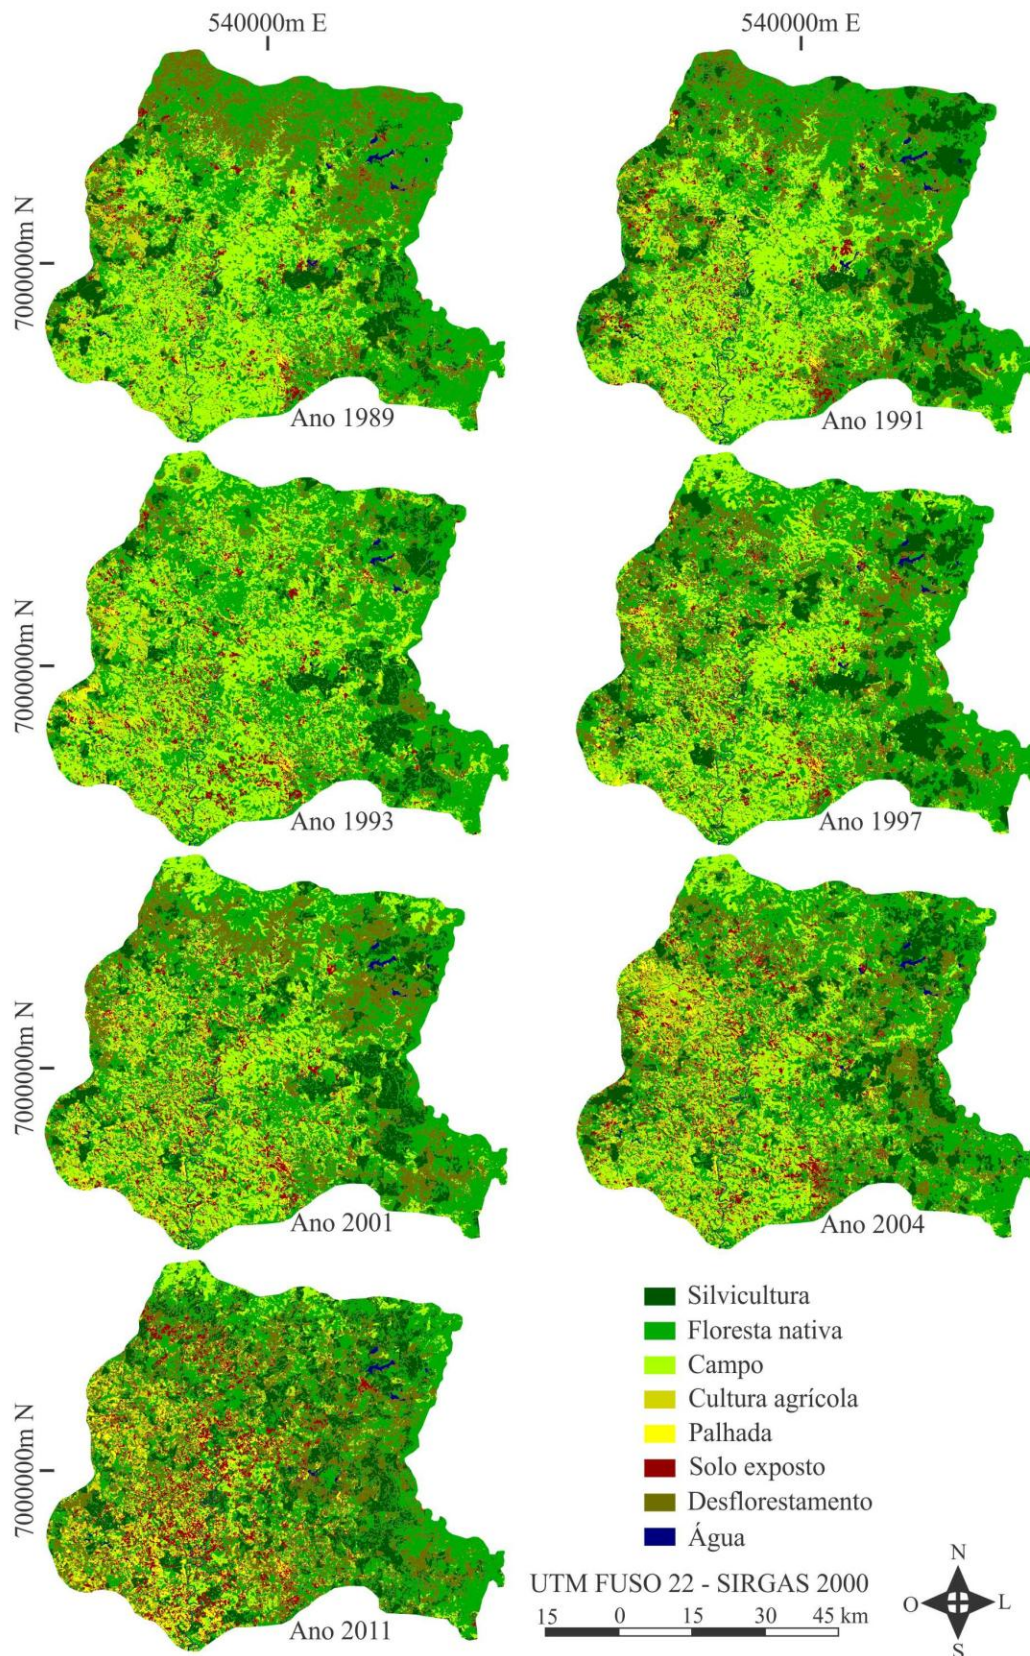 540000m E
540000m E
7000000m N
Ano 1989
Ano 1991
7000000m N
Ano 1993
Ano 1997
7000000m N
Ano 2001
Ano 2004
7000000m N
Ano 2011
Silvicultura
Floresta nativa
Campo
Cultura agrícola
Palhada
Solo exposto
Desflorestamento
Água
UTM FUSO 22 - SIRGAS 2000
15 0 15 30 45 km
N
O L
S